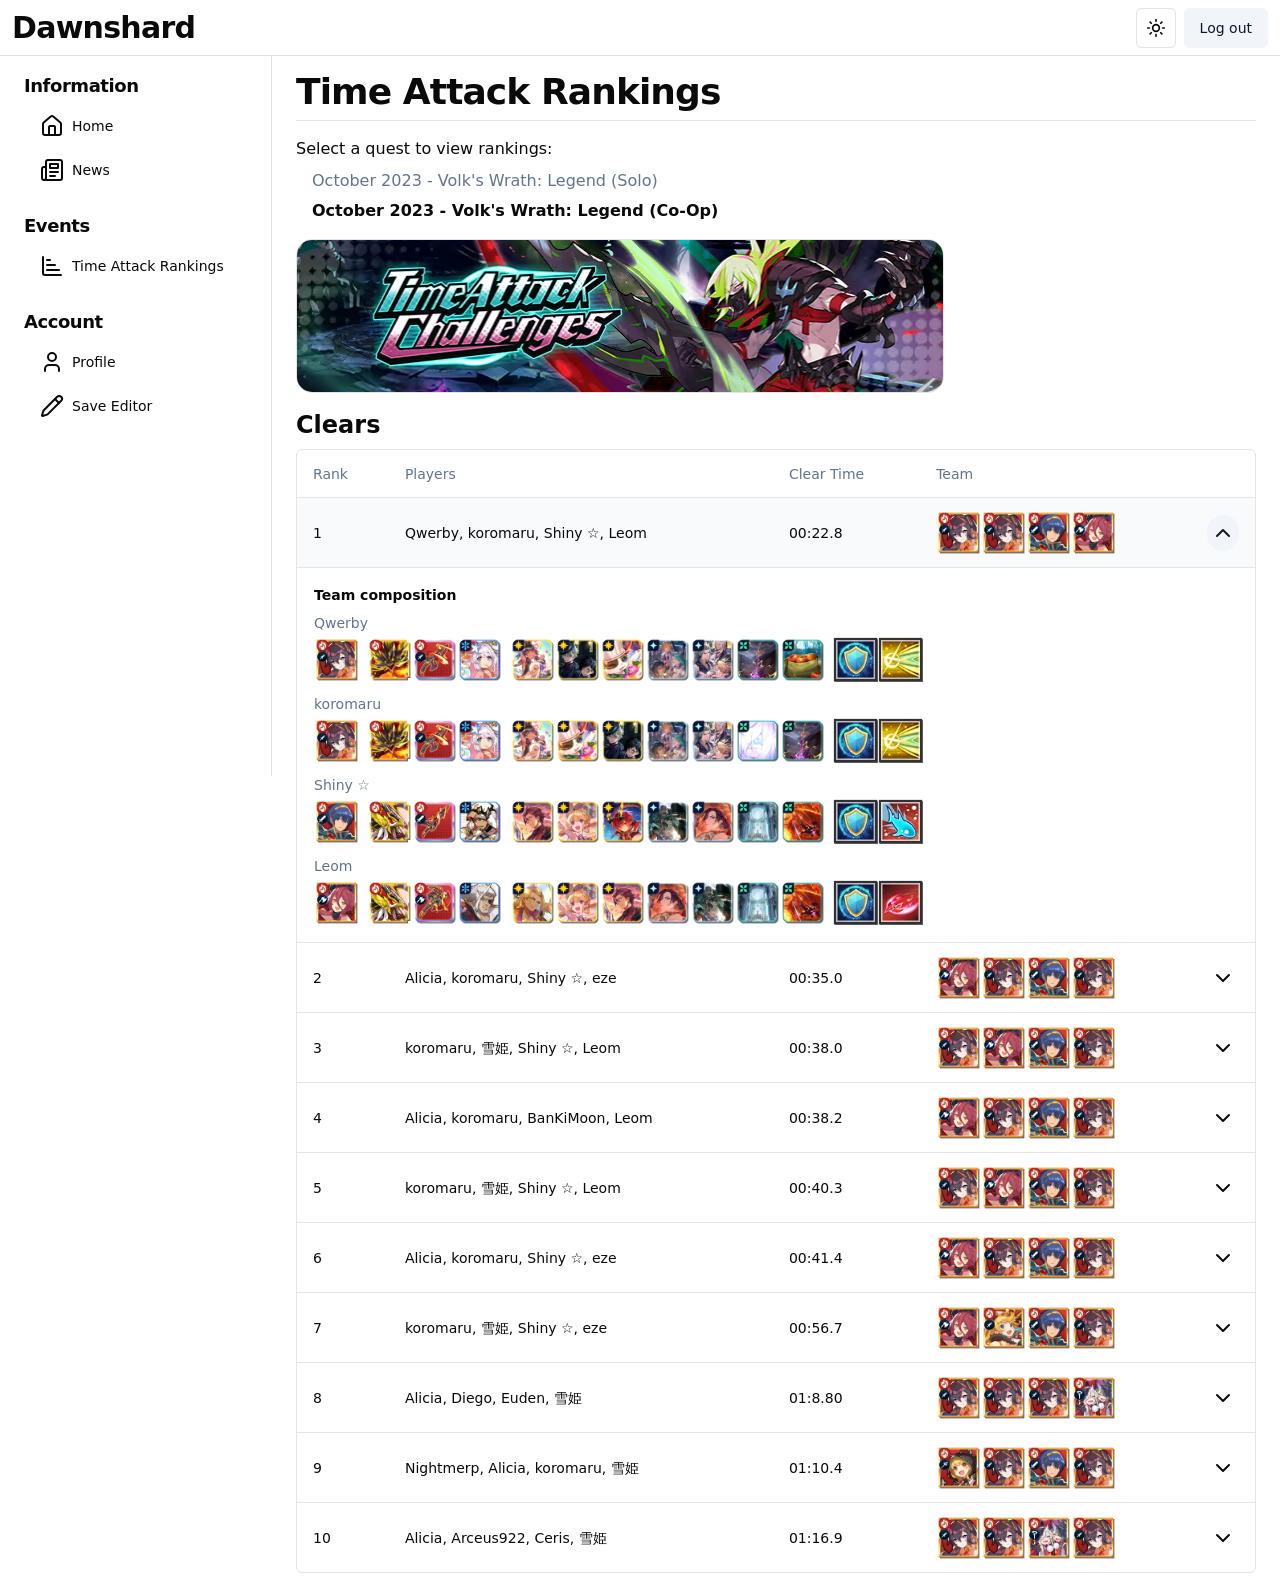 Dawnshard
Log out
Information
Home
News
Events
Time Attack Rankings
Account
Profile
Save Editor
Time Attack Rankings
Select a quest to view rankings:
October 2023 - Volk's Wrath: Legend (Solo)
October 2023 - Volk's Wrath: Legend (Co-Op)
Time Attack
Challenges
Clears
Rank Players Clear Time Team
1 Qwerby, koromaru, Shiny ☆, Leom 00:22.8
Team composition
Qwerby
koromaru
Shiny ☆
Leom
2 Alicia, koromaru, Shiny ☆, eze 00:35.0
3 koromaru, 雪姫, Shiny ☆, Leom 00:38.0
4 Alicia, koromaru, BanKiMoon, Leom 00:38.2
5 koromaru, 雪姫, Shiny ☆, Leom 00:40.3
6 Alicia, koromaru, Shiny ☆, eze 00:41.4
7 koromaru, 雪姫, Shiny ☆, eze 00:56.7
8 Alicia, Diego, Euden, 雪姫 01:8.80
9 Nightmerp, Alicia, koromaru, 雪姫 01:10.4
10 Alicia, Arceus922, Ceris, 雪姫 01:16.9